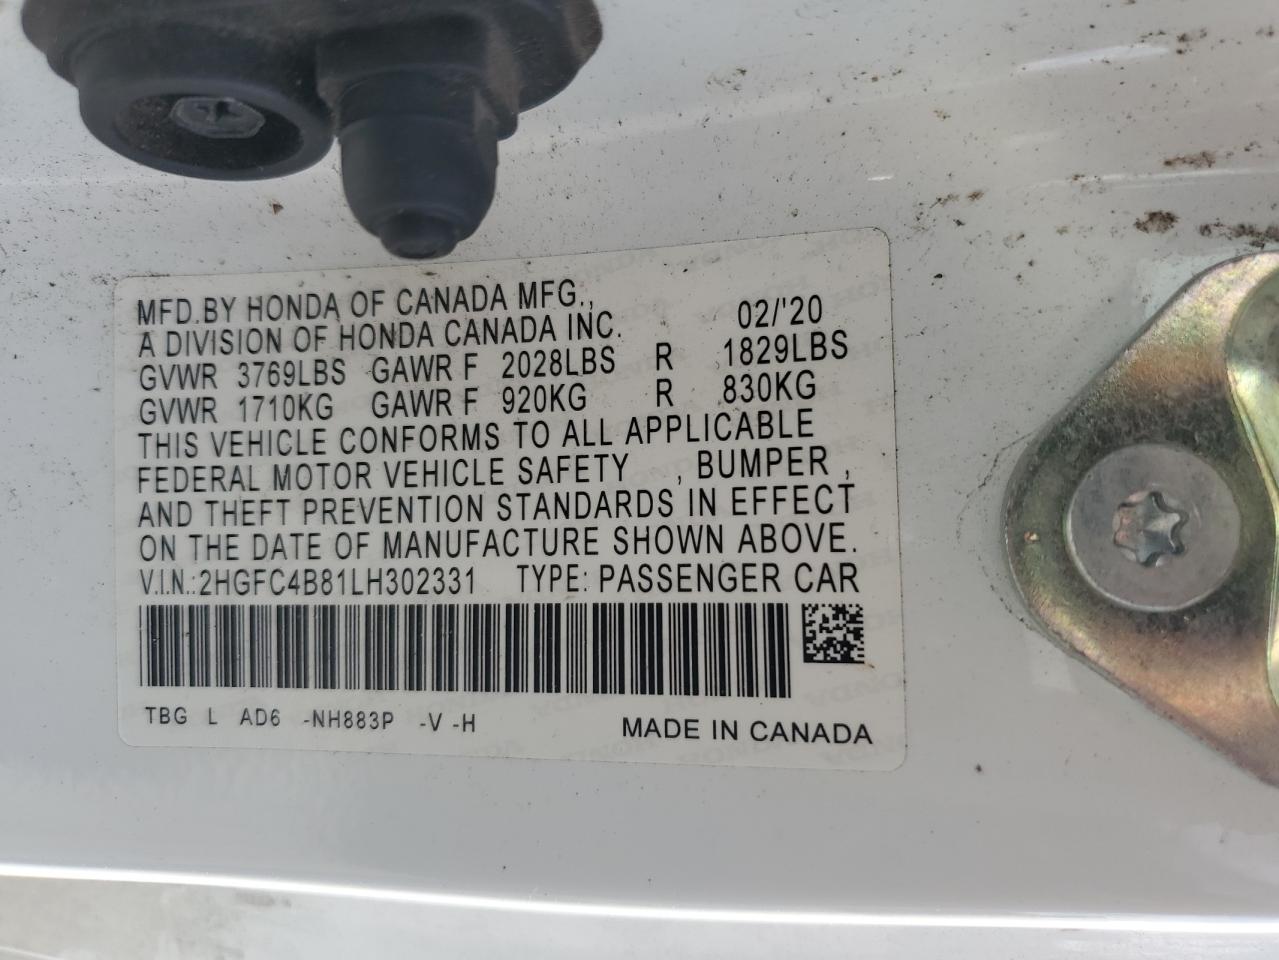 MFD.BY HONDA OF CANADA MFG.,
A DIVISION OF HONDA CANADA INC. 02/'20
GVWR 3769LBS GAWR F 2028LBS R 1829LBS
GVWR 1710KG GAWR F 920KG R 830KG
THIS VEHICLE CONFORMS TO ALL APPLICABLE
FEDERAL MOTOR VEHICLE SAFETY , BUMPER ,
AND THEFT PREVENTION STANDARDS IN EFFECT
ON THE DATE OF MANUFACTURE SHOWN ABOVE.
V.I.N.:2HGFC4B81LH302331 TYPE: PASSENGER CAR
TBG L AD6 -NH883P -V -H MADE IN CANADA